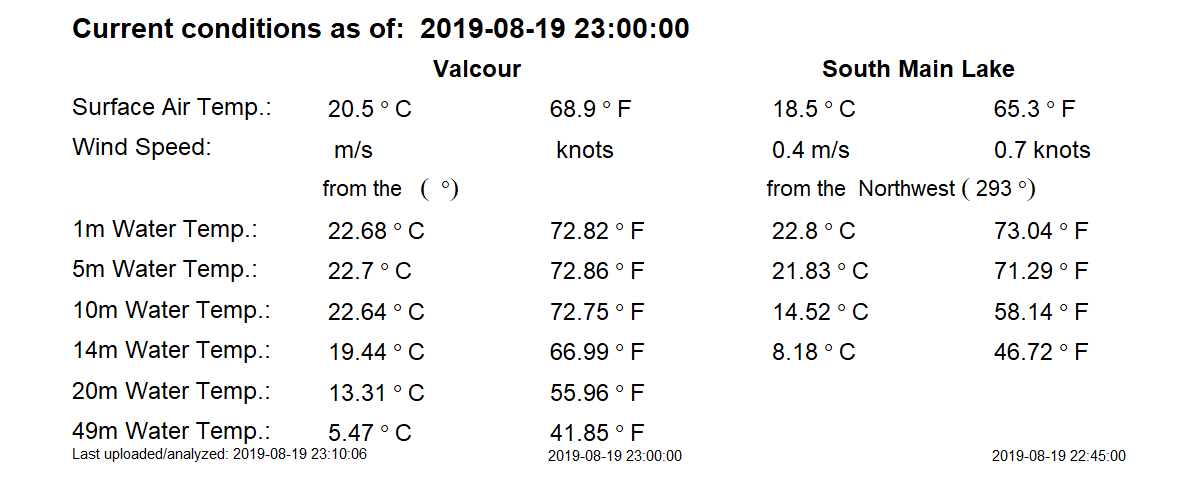 Current conditions as of: 2019-08-19 23:00:00
Valcour South Main Lake
Surface Air Temp.: 20.5 ° C 68.9 ° F 18.5 ° C 65.3 ° F
Wind Speed: m/s knots 0.4 m/s 0.7 knots
from the ( °) from the Northwest ( 293 °)
1m Water Temp.: 22.68 ° C 72.82 ° F 22.8 ° C 73.04 ° F
5m Water Temp.: 22.7 ° C 72.86 ° F 21.83 ° C 71.29 ° F
10m Water Temp.: 22.64 ° C 72.75 ° F 14.52 ° C 58.14 ° F
14m Water Temp.: 19.44 ° C 66.99 ° F 8.18 ° C 46.72 ° F
20m Water Temp.: 13.31 ° C 55.96 ° F
49m Water Temp.: 5.47 ° C 41.85 ° F
Last uploaded/analyzed: 2019-08-19 23:10:06 2019-08-19 23:00:00 2019-08-19 22:45:00